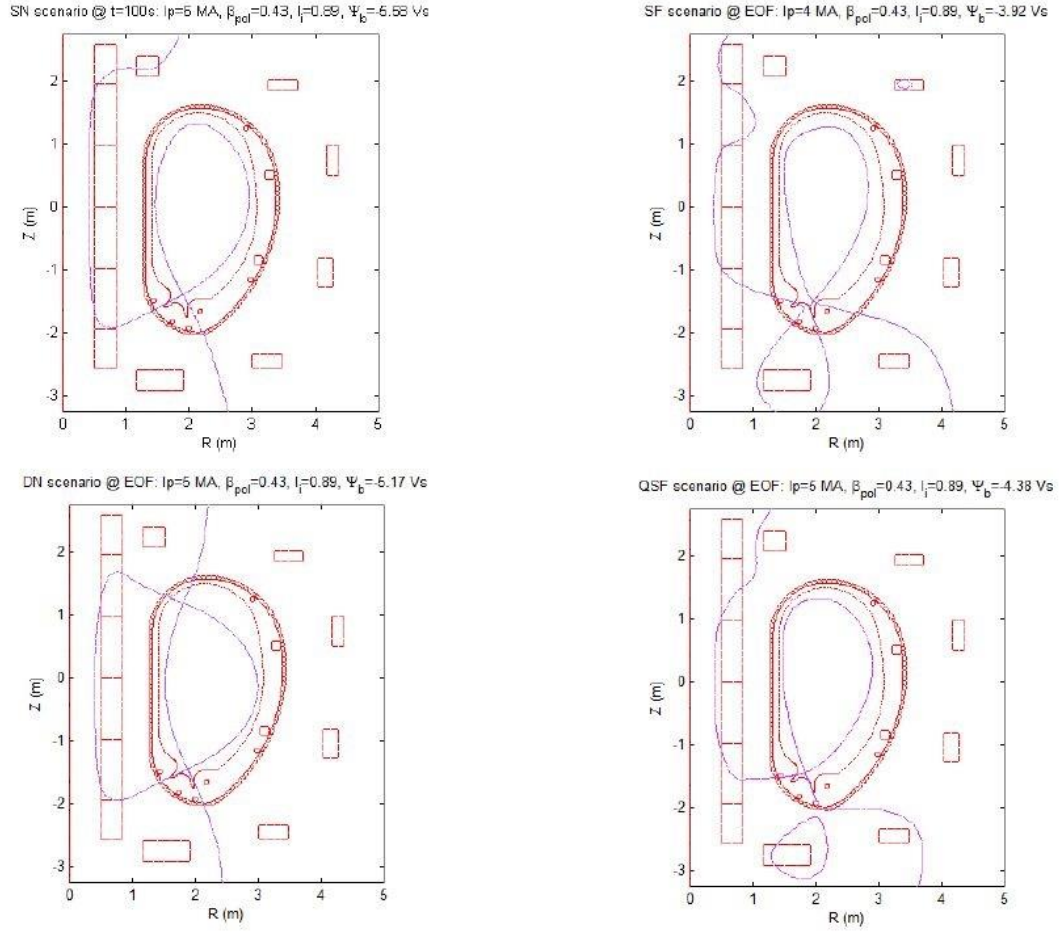 SN scenario @ t=100s: Ip=6 MA, βpol=0.43, li=0.89, Ψb=-5.58 Vs
2
1
0
-1
-2
-3
Z (m)
0 1 2 3 4 5
R (m)
SF scenario @ EOF: Ip=4 MA, βpol=0.43, li=0.89, Ψb=-3.92 Vs
2
1
0
-1
-2
-3
Z (m)
0 1 2 3 4 5
R (m)
DN scenario @ EOF: Ip=5 MA, βpol=0.43, li=0.89, Ψb=-5.17 Vs
2
1
0
-1
-2
-3
Z (m)
0 1 2 3 4 5
R (m)
QSF scenario @ EOF: Ip=5 MA, βpol=0.43, li=0.89, Ψb=-4.38 Vs
2
1
0
-1
-2
-3
Z (m)
0 1 2 3 4 5
R (m)